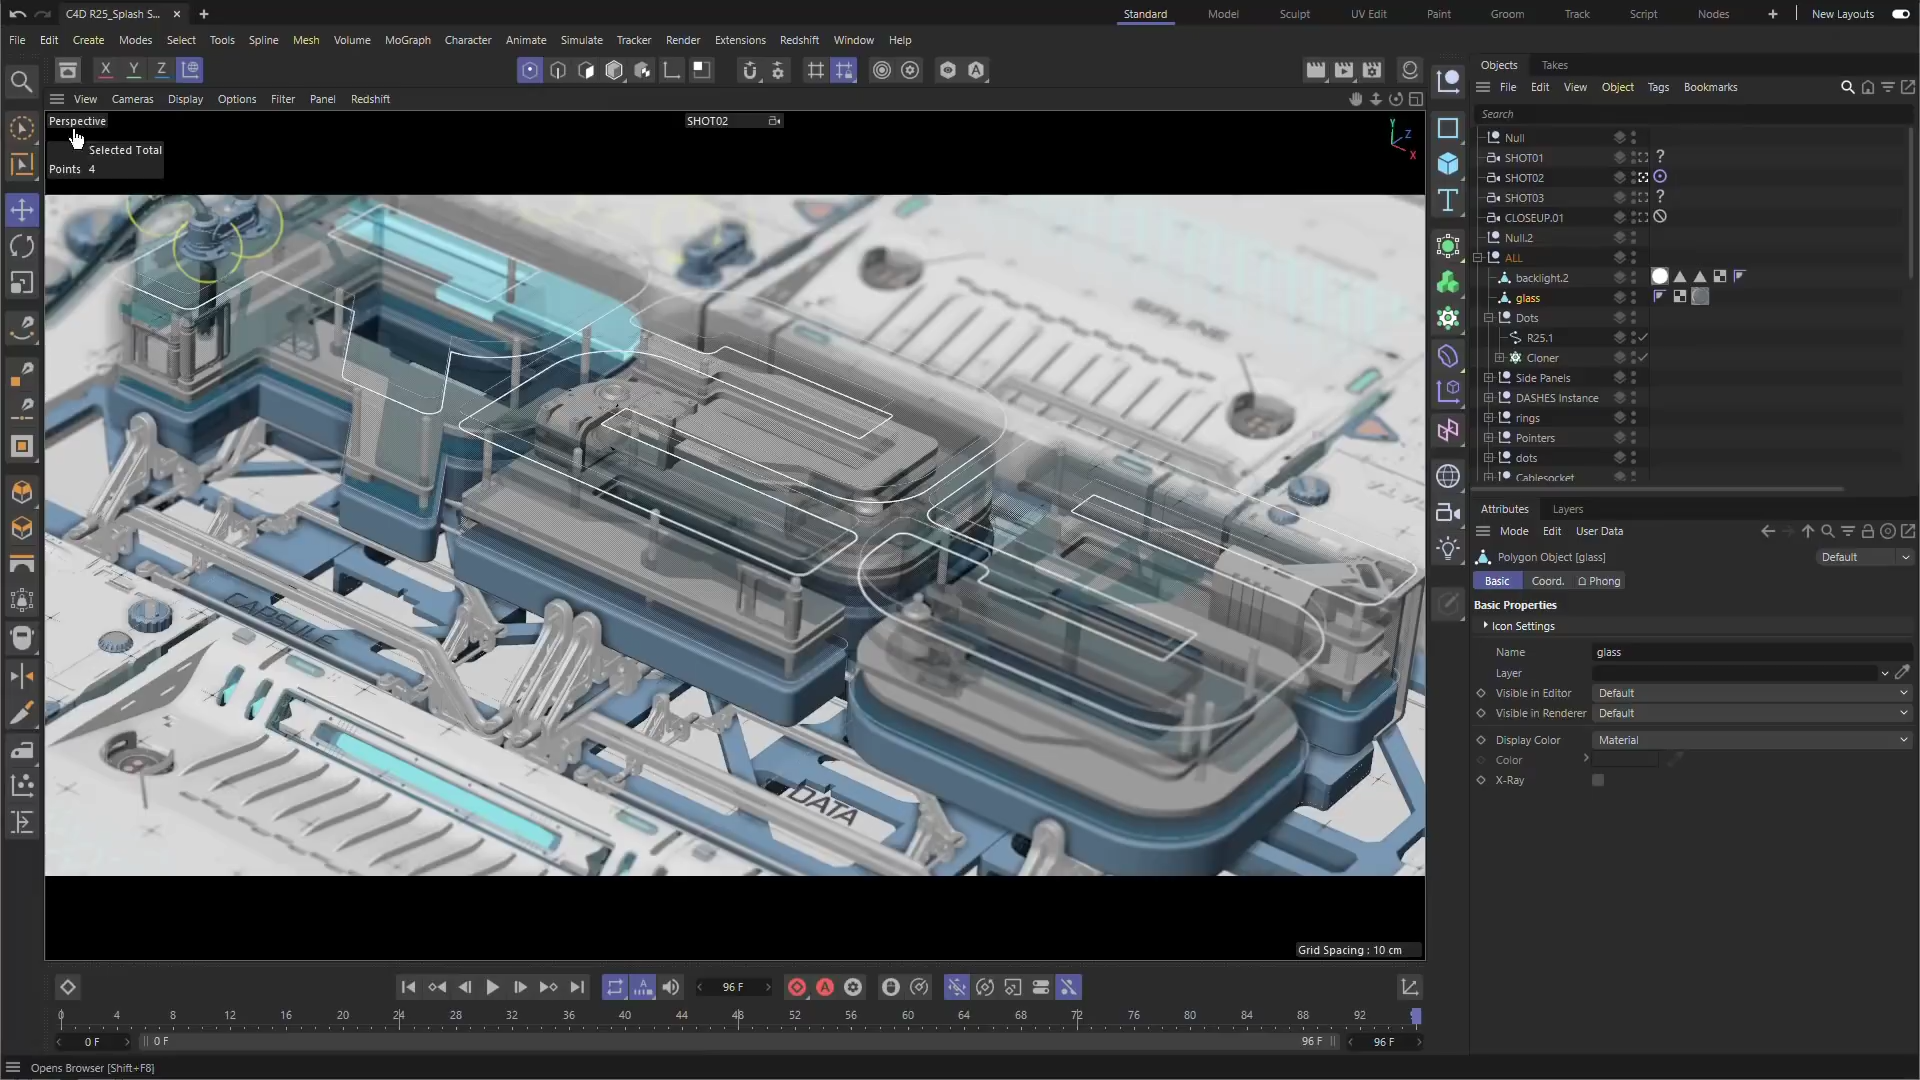 C4D R25_Splash S...
Standard
Model
Sculpt
UV Edit
Paint
Groom
Track
Script
Nodes
New Layouts
File Edit Create Modes Select Tools Spline Mesh Volume MoGraph Character Animate Simulate Tracker Render Extensions Redshift Window Help
X Y Z
View Cameras Display Options Filter Panel Redshift
Perspective
SHOT02
Selected Total
Points 4
Y
Z
X
SPLINE
CAPSULE
DATA
Grid Spacing : 10 cm
Objects Takes
File Edit View Object Tags Bookmarks
Search
Null
SHOT01
SHOT02
SHOT03
CLOSEUP.01
Null.2
ALL
backlight.2
glass
Dots
R25.1
Cloner
Side Panels
DASHES Instance
rings
Pointers
dots
Cablesocket
Attributes Layers
Mode Edit User Data
Polygon Object [glass]
Default
Basic Coord. Phong
Basic Properties
Icon Settings
Name glass
Layer
Visible in Editor Default
Visible in Renderer Default
Display Color Material
Color
X-Ray
96 F
0 4 8 12 16 20 24 28 32 36 40 44 48 52 56 60 64 68 72 76 80 84 88 92
0 F
0 F
96 F
96 F
Opens Browser [Shift+F8]